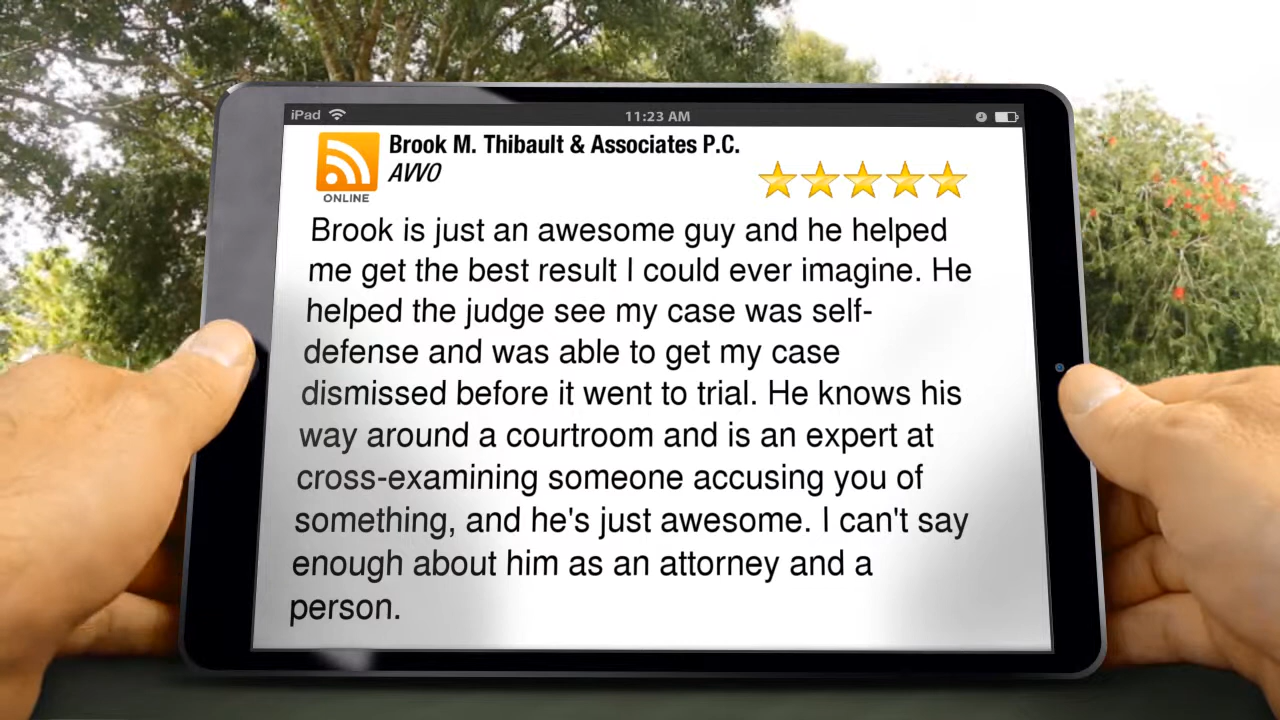 iPad 11:23 AM
Brook M. Thibault & Associates P.C.
AVVO
ONLINE
Brook is just an awesome guy and he helped
me get the best result I could ever imagine. He
helped the judge see my case was self-
defense and was able to get my case
dismissed before it went to trial. He knows his
way around a courtroom and is an expert at
cross-examining someone accusing you of
something, and he's just awesome. I can't say
enough about him as an attorney and a
person.